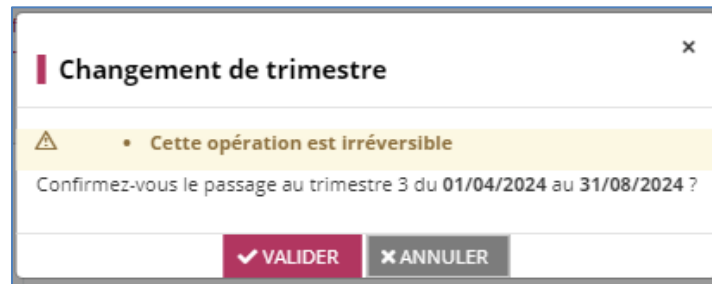 Changement de trimestre
• Cette opération est irréversible
Confirmez-vous le passage au trimestre 3 du 01/04/2024 au 31/08/2024 ?
VALIDER
ANNULER